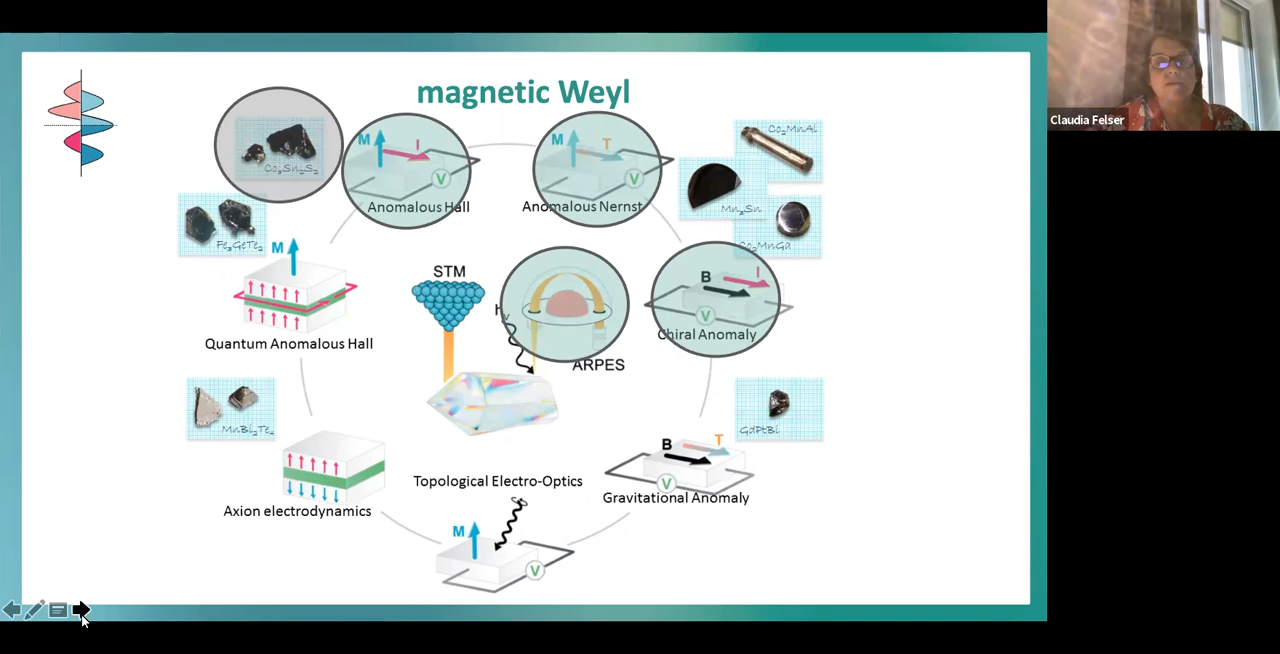 magnetic Weyl
Claudia Felser
Co₃Sn₂S₂
M
I
V
Anomalous Hall
M
T
V
Anomalous Nernst
Co₂MnAl
Mn₃Sn
Co₂MnGa
Fe₃GeTe₂
M
Quantum Anomalous Hall
STM
hν
ARPES
B
I
V
Chiral Anomaly
MnBi₂Te₄
GdPtBi
Axion electrodynamics
Topological Electro-Optics
B
T
V
Gravitational Anomaly
M
V